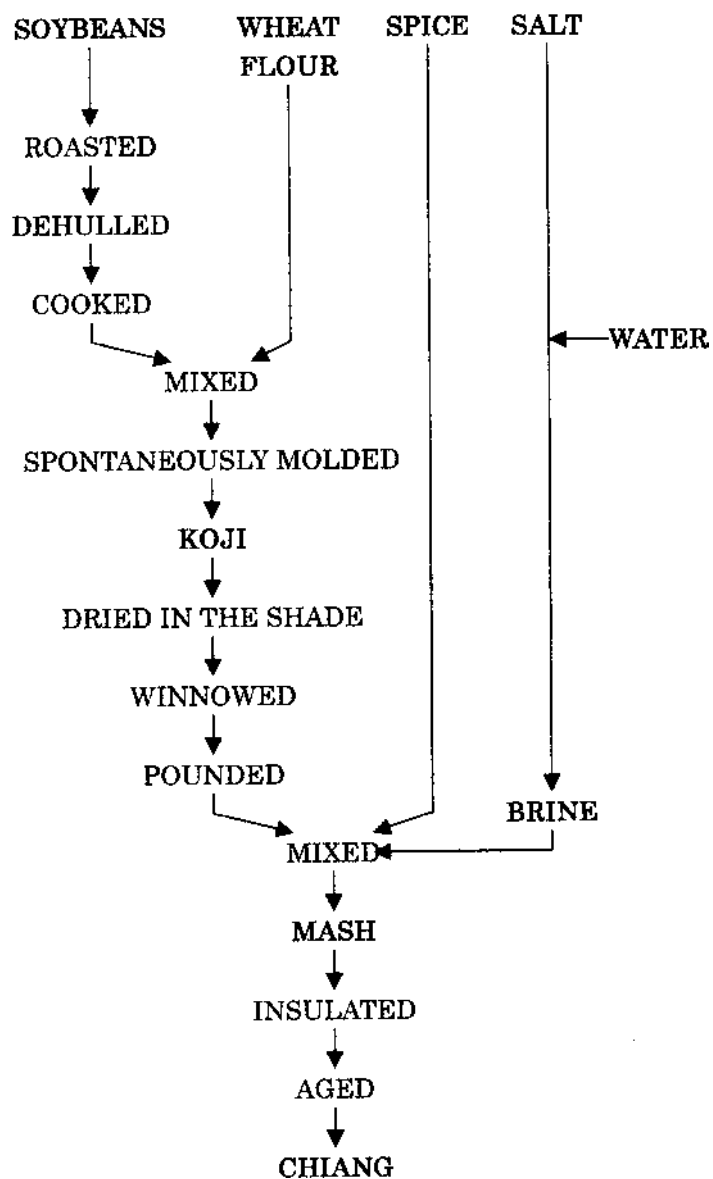 SOYBEANS WHEAT FLOUR SPICE SALT
ROASTED
DEHULLED
COOKED
WATER
MIXED
SPONTANEOUSLY MOLDED
KOJI
DRIED IN THE SHADE
WINNOWED
POUNDED
BRINE
MIXED
MASH
INSULATED
AGED
CHIANG